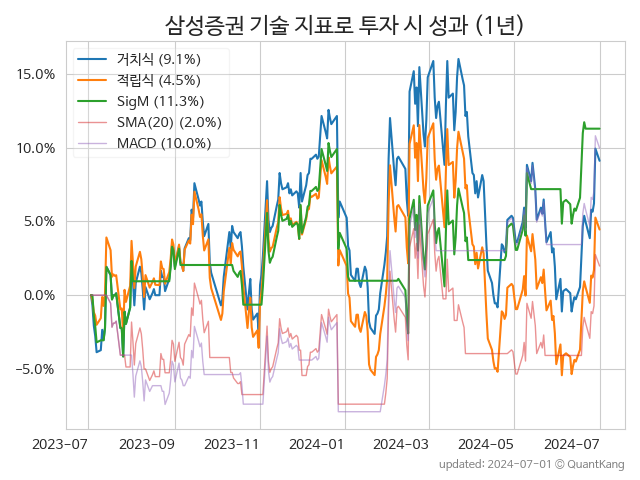 삼성증권 기술 지표로 투자 시 성과 (1년)
거치식 (9.1%)
적립식 (4.5%)
SigM (11.3%)
SMA(20) (2.0%)
MACD (10.0%)
15.0%
10.0%
5.0%
0.0%
−5.0%
2023-07 2023-09 2023-11 2024-01 2024-03 2024-05 2024-07
updated: 2024-07-01 © QuantKang